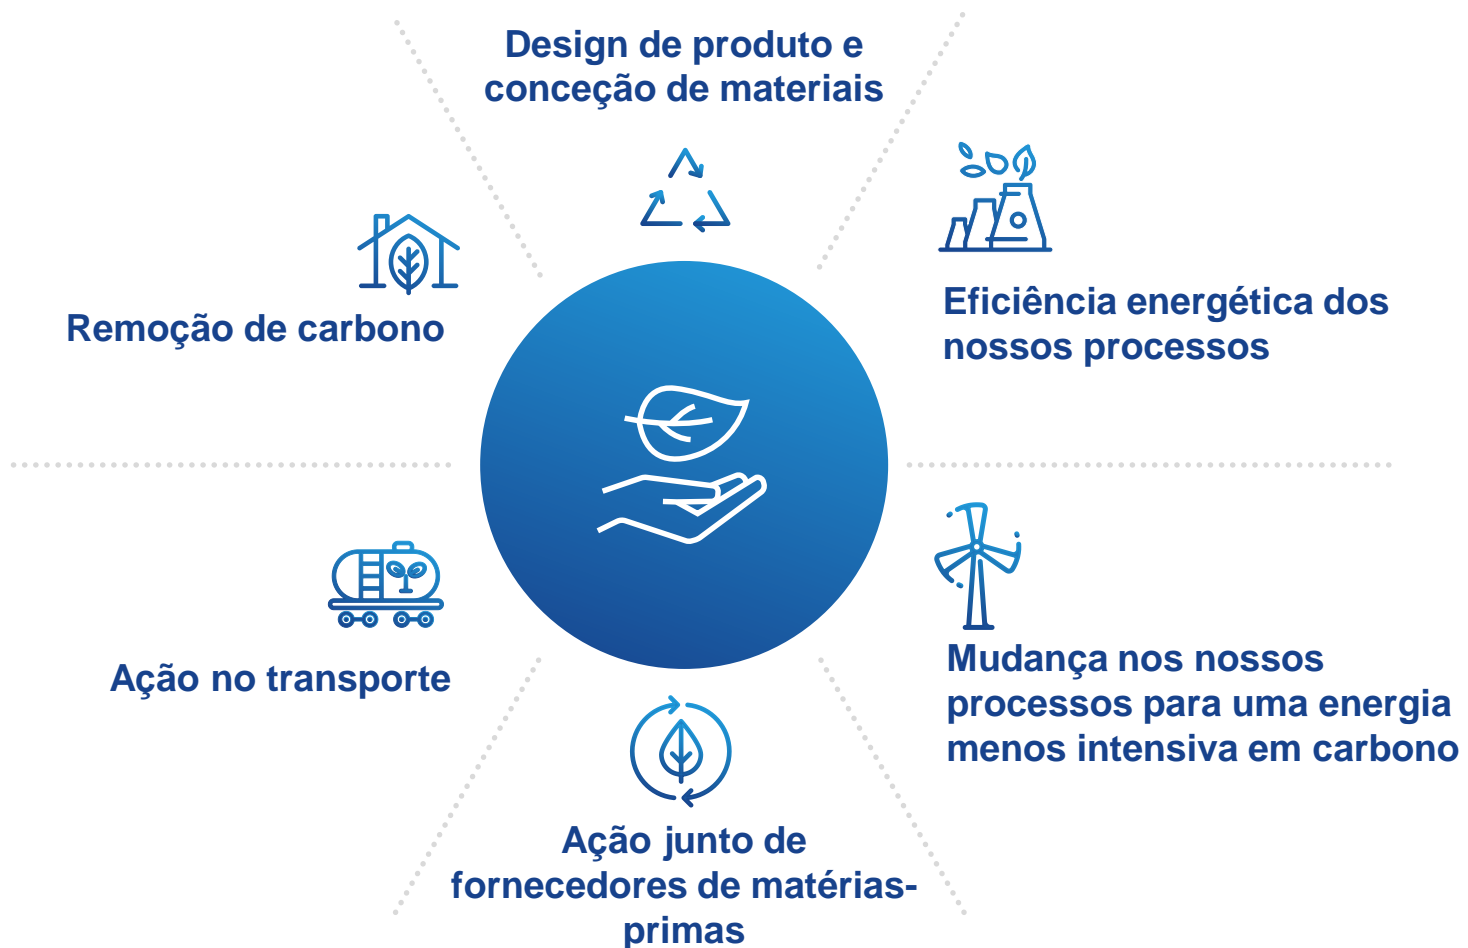 Design de produto e
conceção de materiais
Remoção de carbono
Eficiência energética dos
nossos processos
Ação no transporte
Mudança nos nossos
processos para uma energia
menos intensiva em carbono
Ação junto de
fornecedores de matérias-
primas